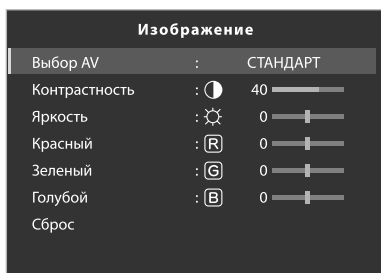 Изображение
Выбор AV : СТАНДАРТ
Контрастность : 40
Яркость : 0
Красный : R 0
Зеленый : G 0
Голубой : B 0
Сброс